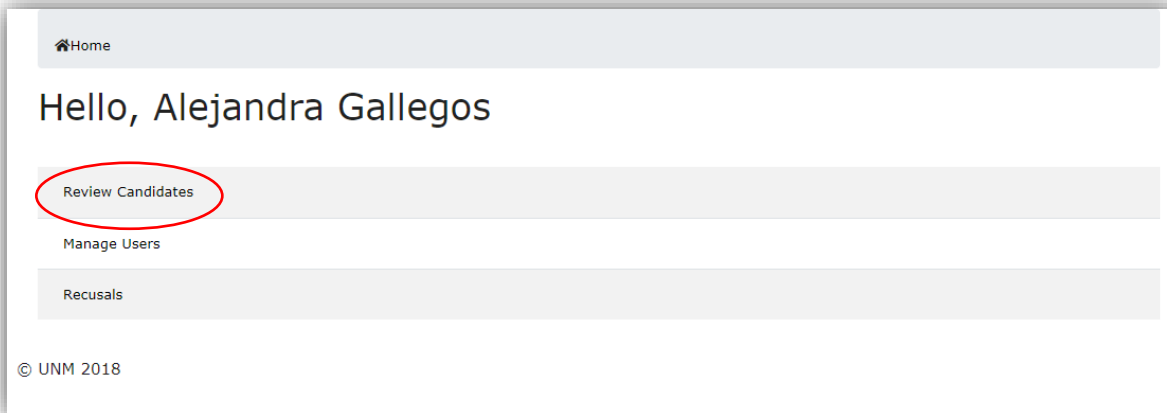 Home
Hello, Alejandra Gallegos
Review Candidates
Manage Users
Recusals
© UNM 2018